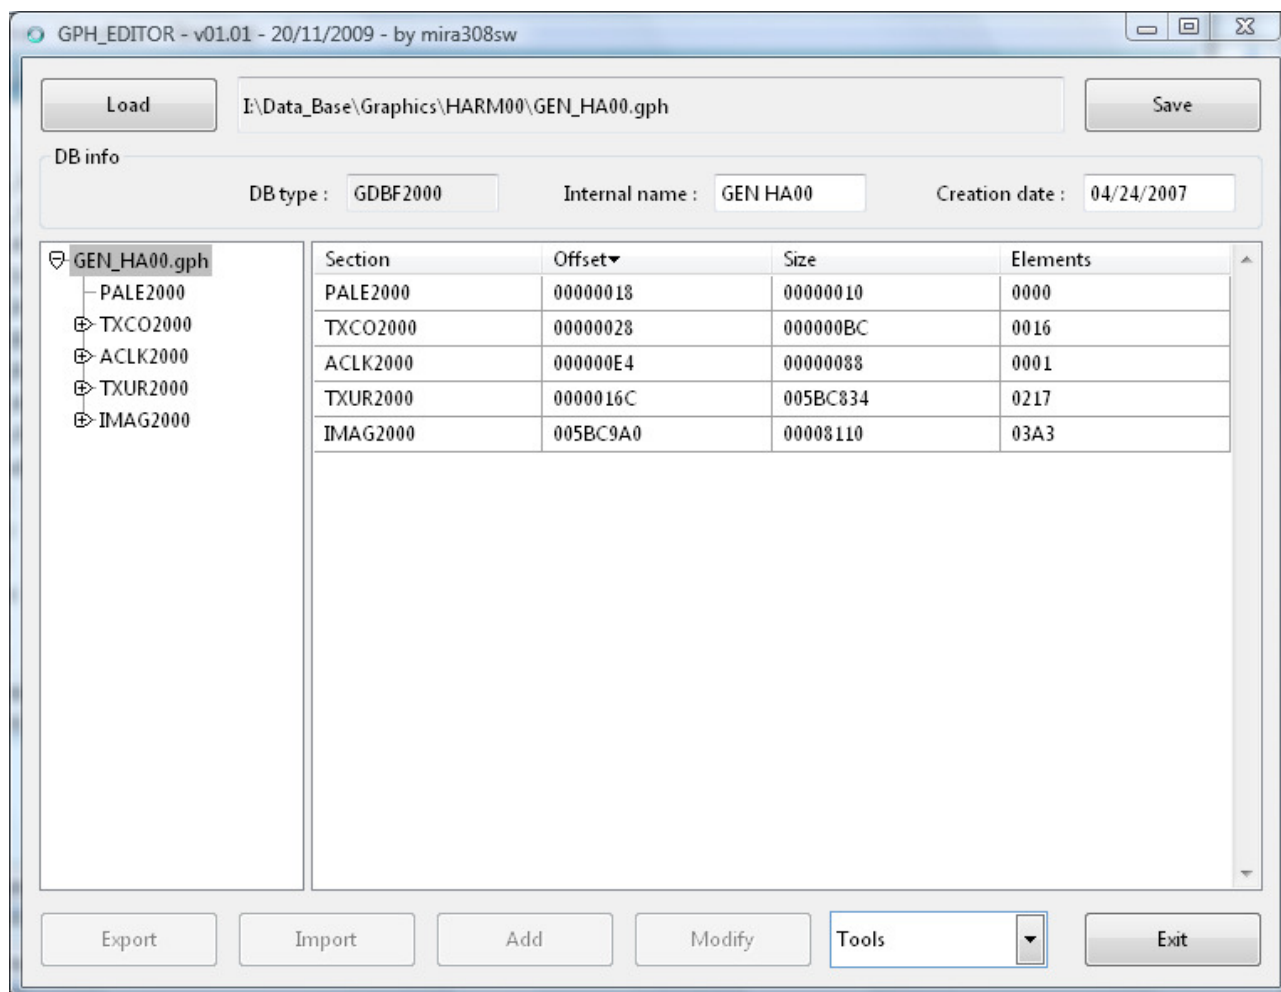 GPH_EDITOR - v01.01 - 20/11/2009 - by mira308sw
Load I:\Data_Base\Graphics\HARM00\GEN_HA00.gph Save
DB info
DB type : GDBF2000 Internal name : GEN HA00 Creation date : 04/24/2007
GEN_HA00.gph
PALE2000
TXCO2000
ACLK2000
TXUR2000
IMAG2000
Section Offset Size Elements
PALE2000 00000018 00000010 0000
TXCO2000 00000028 000000BC 0016
ACLK2000 000000E4 00000088 0001
TXUR2000 0000016C 005BC834 0217
IMAG2000 005BC9A0 00008110 03A3
Export Import Add Modify Tools Exit